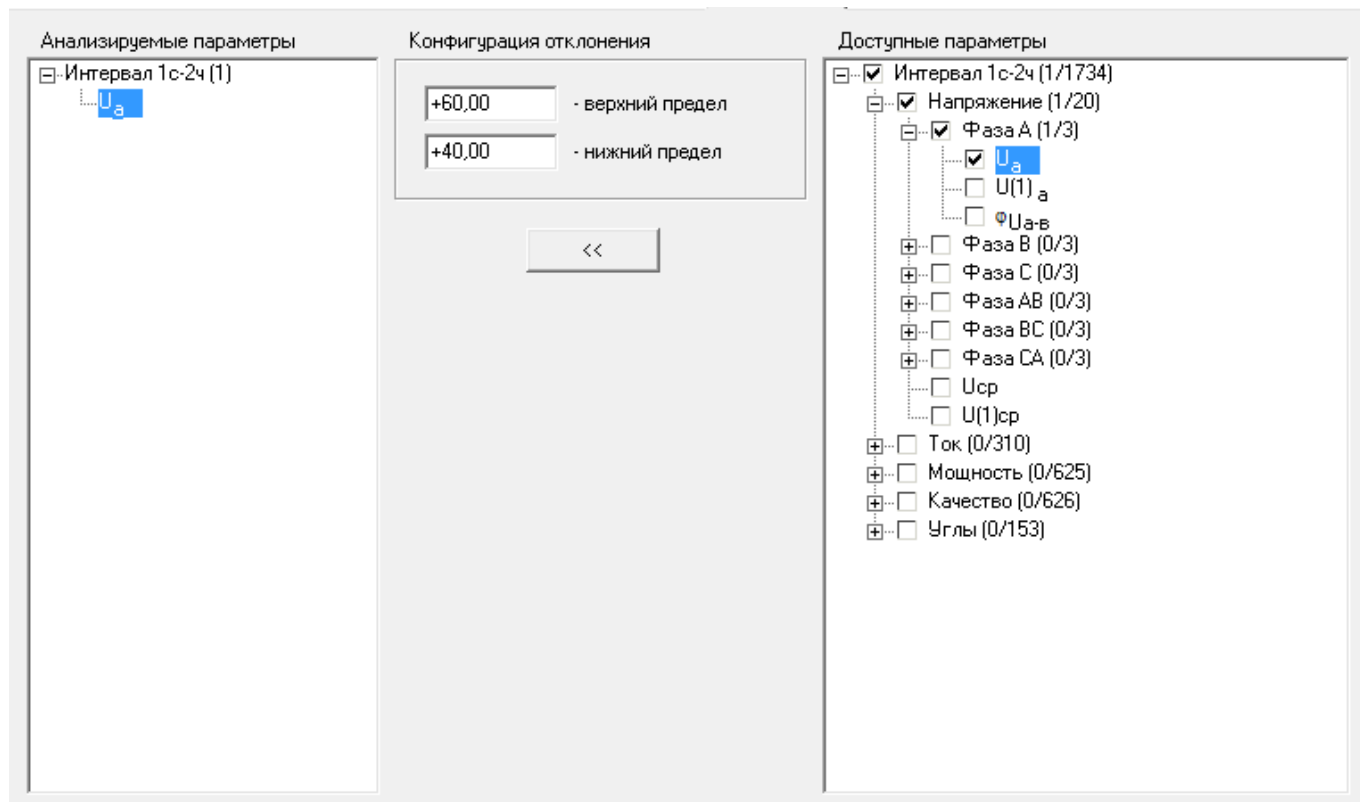 Анализируемые параметры
Интервал 1с-2ч (1)
Ua
Конфигурация отклонения
+60,00 - верхний предел
+40,00 - нижний предел
<<
Доступные параметры
Интервал 1с-2ч (1/1734)
Напряжение (1/20)
Фаза A (1/3)
Ua
U(1) a
φUa-в
Фаза B (0/3)
Фаза C (0/3)
Фаза AB (0/3)
Фаза BC (0/3)
Фаза CA (0/3)
Uср
U(1)ср
Ток (0/310)
Мощность (0/625)
Качество (0/626)
Углы (0/153)